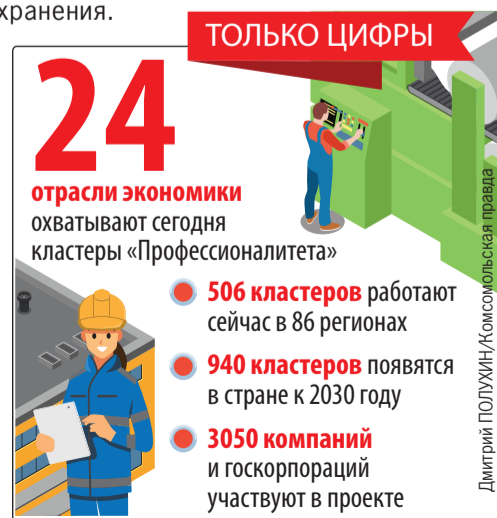 хранения.
ТОЛЬКО ЦИФРЫ
24
отрасли экономики
охватывают сегодня
кластеры «Профессионалитета»
506 кластеров работают
сейчас в 86 регионах
940 кластеров появятся
в стране к 2030 году
3050 компаний
и госкорпораций
участвуют в проекте
Дмитрий ПОЛУХИН/Комсомольская правда